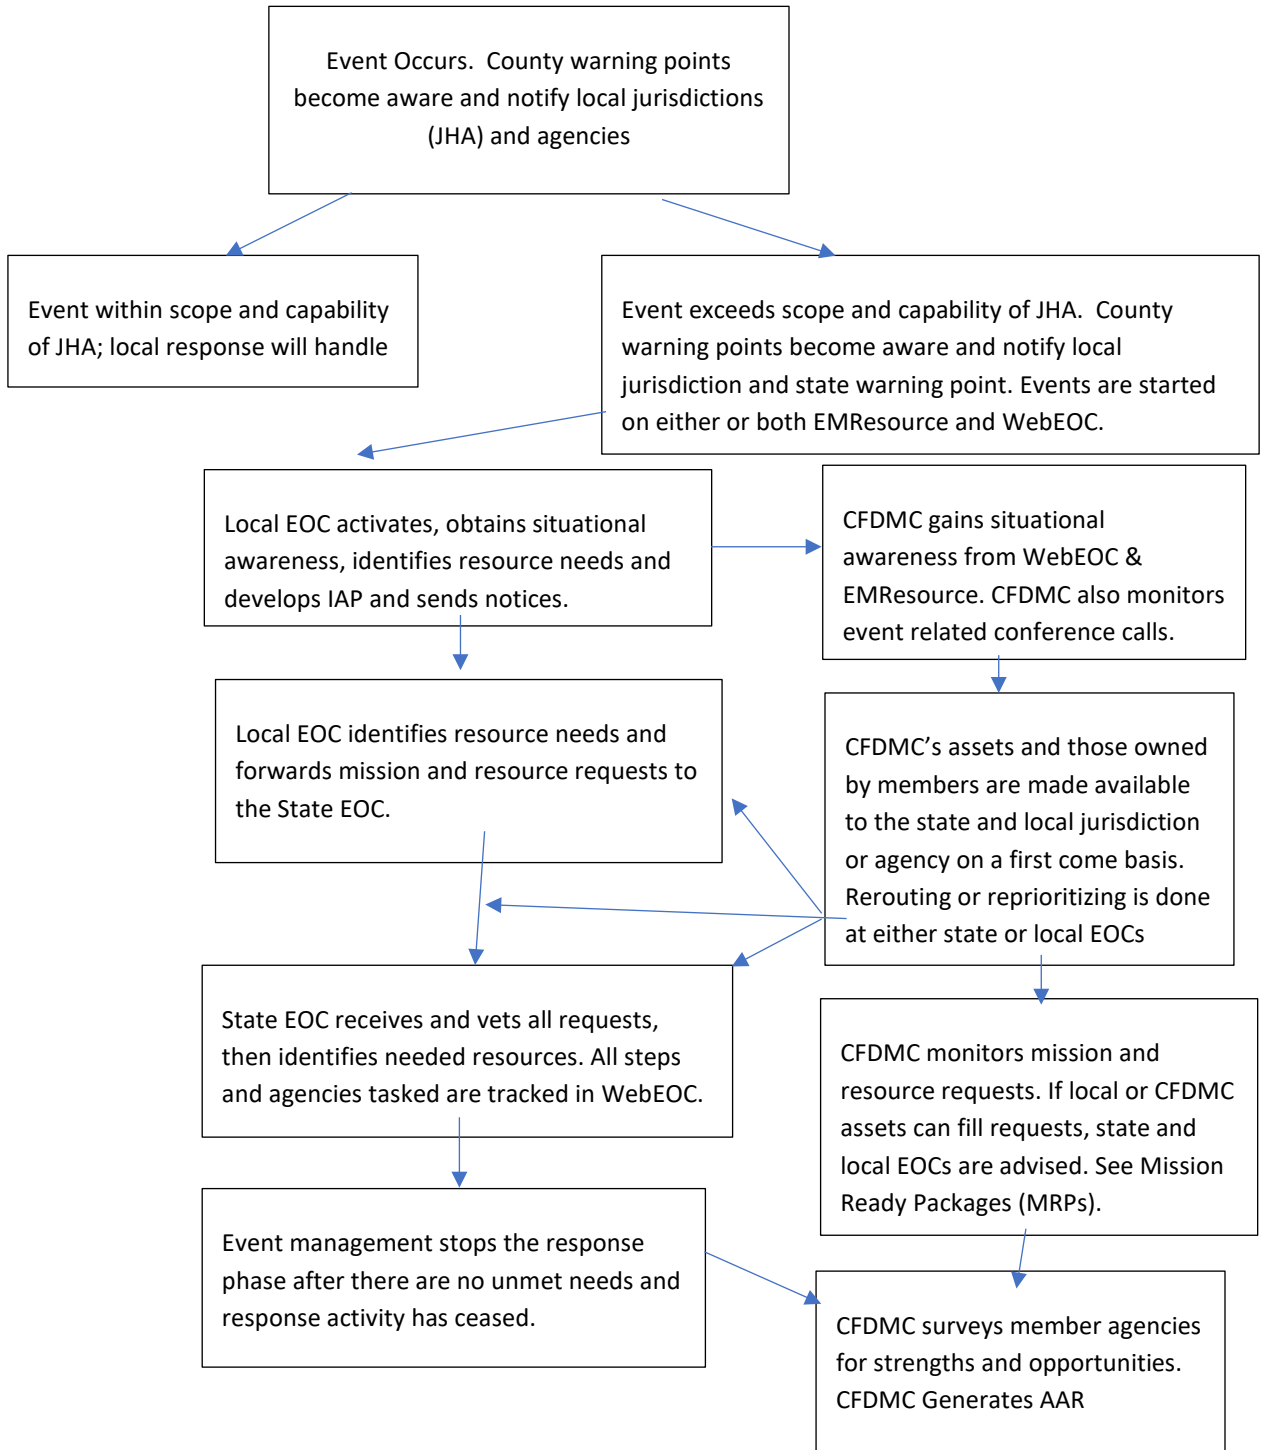 Event Occurs.  County warning points
become aware and notify local jurisdictions
(JHA) and agencies
Event within scope and capability
of JHA; local response will handle
Event exceeds scope and capability of JHA.  County
warning points become aware and notify local
jurisdiction and state warning point. Events are started
on either or both EMResource and WebEOC.
Local EOC activates, obtains situational
awareness, identifies resource needs and
develops IAP and sends notices.
CFDMC gains situational
awareness from WebEOC &
EMResource. CFDMC also monitors
event related conference calls.
Local EOC identifies resource needs and
forwards mission and resource requests to
the State EOC.
CFDMC’s assets and those owned
by members are made available
to the state and local jurisdiction
or agency on a first come basis.
Rerouting or reprioritizing is done
at either state or local EOCs
State EOC receives and vets all requests,
then identifies needed resources. All steps
and agencies tasked are tracked in WebEOC.
CFDMC monitors mission and
resource requests. If local or CFDMC
assets can fill requests, state and
local EOCs are advised. See Mission
Ready Packages (MRPs).
Event management stops the response
phase after there are no unmet needs and
response activity has ceased.
CFDMC surveys member agencies
for strengths and opportunities.
CFDMC Generates AAR